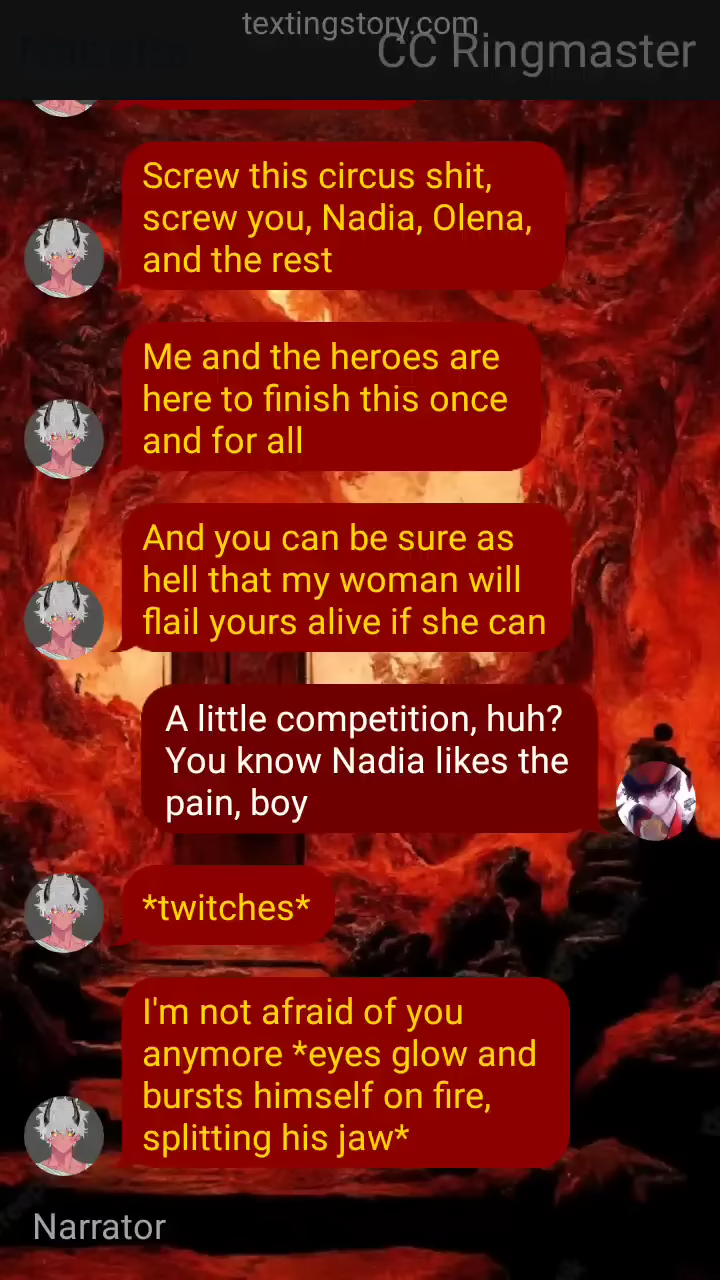 textingstory.com
CC Ringmaster
Screw this circus shit,
screw you, Nadia, Olena,
and the rest
Me and the heroes are
here to finish this once
and for all
And you can be sure as
hell that my woman will
flail yours alive if she can
A little competition, huh?
You know Nadia likes the
pain, boy
*twitches*
I'm not afraid of you
anymore *eyes glow and
bursts himself on fire,
splitting his jaw*
Narrator